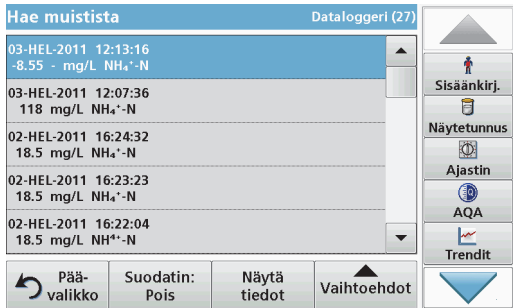 Hae muistista
Dataloggeri (27)
03-HEL-2011 12:13:16
-8.55 - mg/L NH₄⁺-N
03-HEL-2011 12:07:36
118 mg/L NH₄⁺-N
02-HEL-2011 16:24:32
18.5 mg/L NH₄⁺-N
02-HEL-2011 16:23:23
18.5 mg/L NH₄⁺-N
02-HEL-2011 16:22:04
18.5 mg/L NH⁴⁺-N
Sisäänkirj.
Näytetunnus
Ajastin
AQA
Trendit
Pää-
valikko
Suodatin:
Pois
Näytä
tiedot
Vaihtoehdot